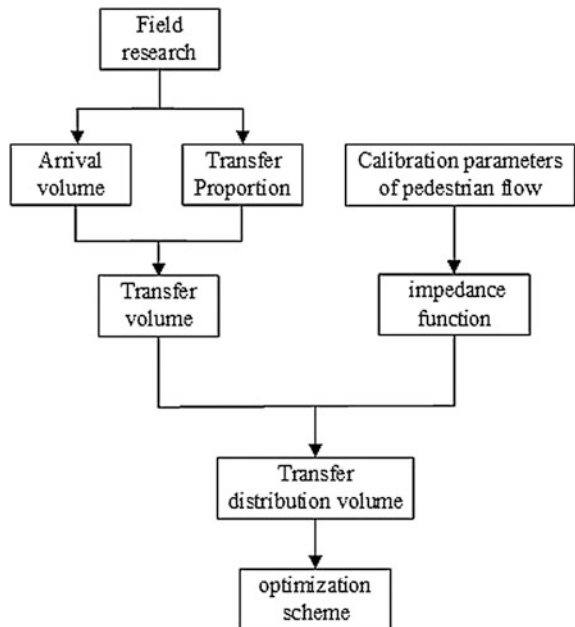 Field
research
Arrival
volume
Transfer
Proportion
Calibration parameters
of pedestrian flow
Transfer
volume
impedance
function
Transfer
distribution volume
optimization
scheme